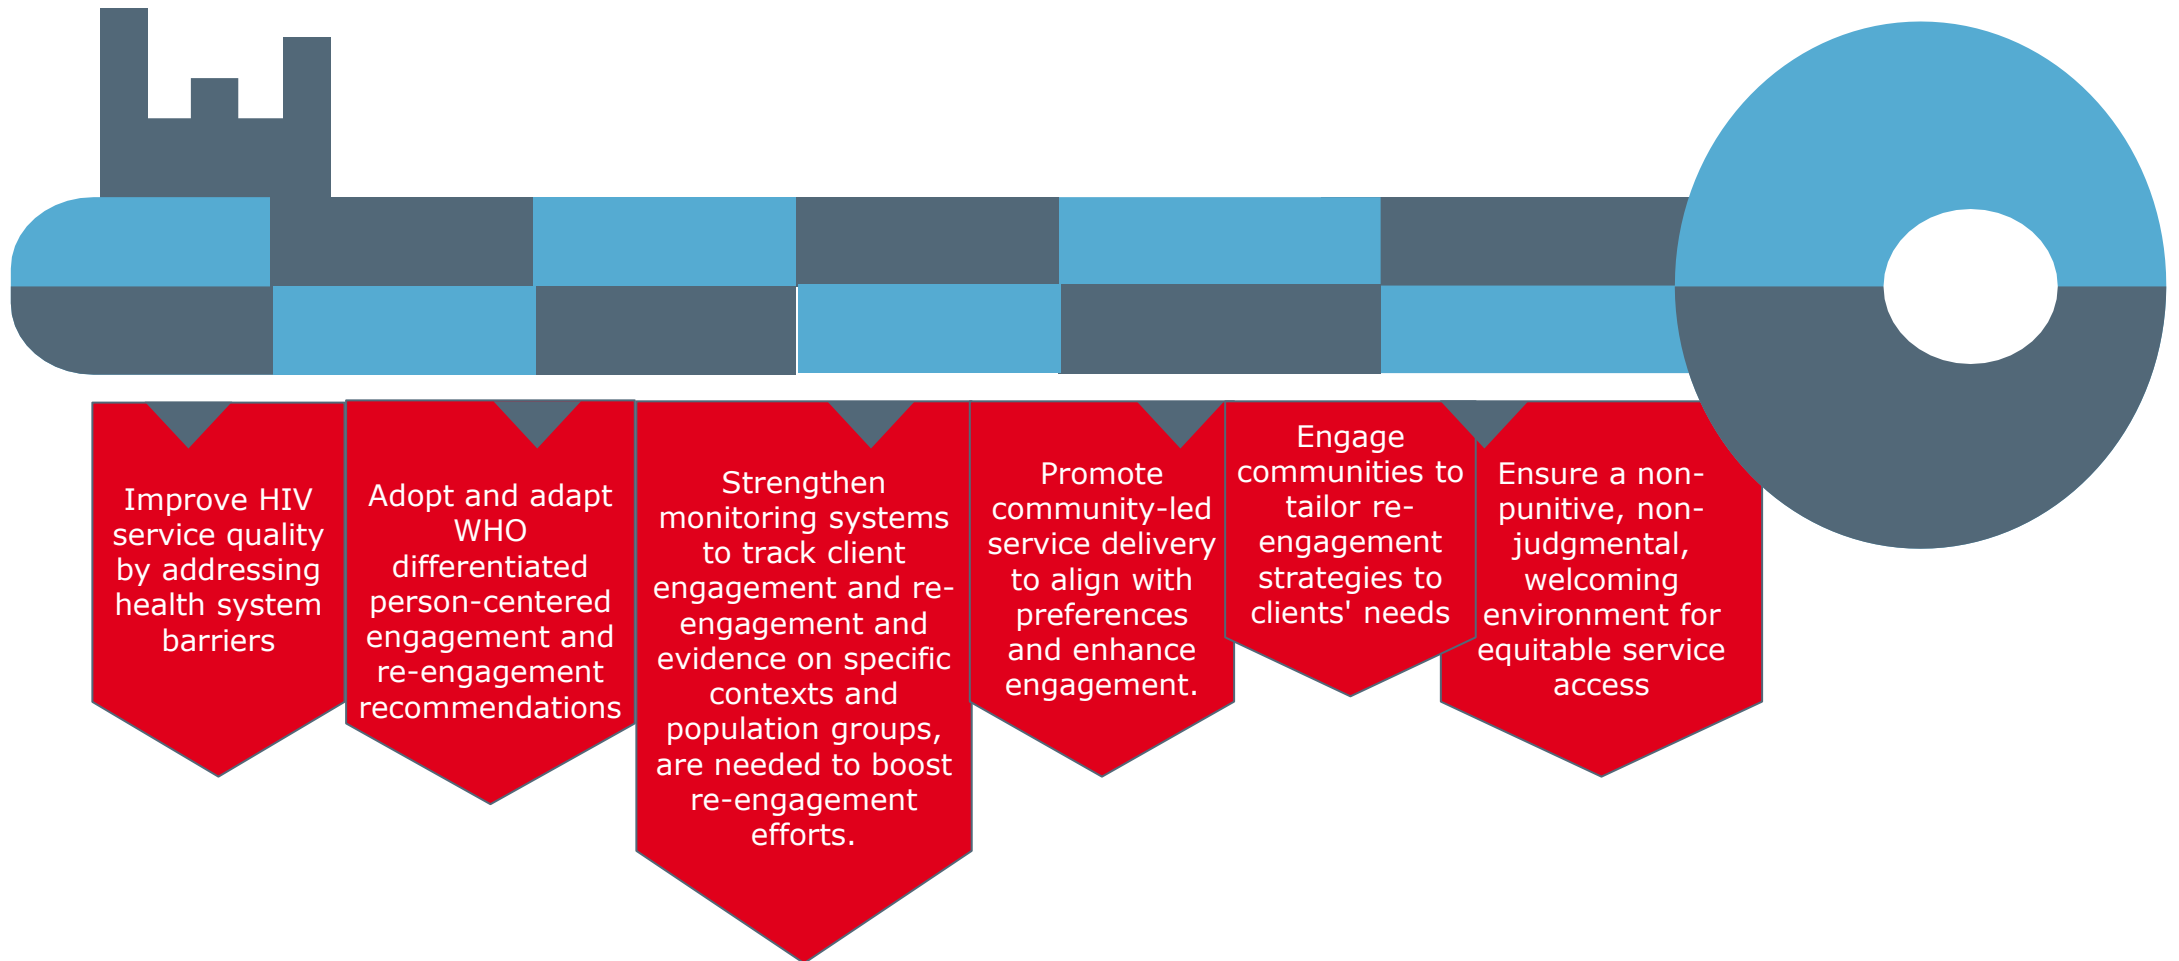 Improve HIV
service quality
by addressing
health system
barriers
Adopt and adapt
WHO
differentiated
person-centered
engagement and
re-engagement
recommendations
Strengthen
monitoring systems
to track client
engagement and re-
engagement and
evidence on specific
contexts and
population groups,
are needed to boost
re-engagement
efforts.
Promote
community-led
service delivery
to align with
preferences
and enhance
engagement.
Engage
communities to
tailor re-
engagement
strategies to
clients' needs
Ensure a non-
punitive, non-
judgmental,
welcoming
environment for
equitable service
access